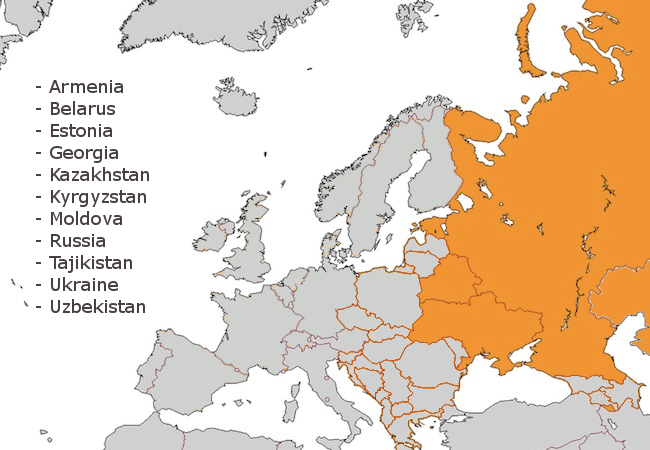 - Armenia
- Belarus
- Estonia
- Georgia
- Kazakhstan
- Kyrgyzstan
- Moldova
- Russia
- Tajikistan
- Ukraine
- Uzbekistan